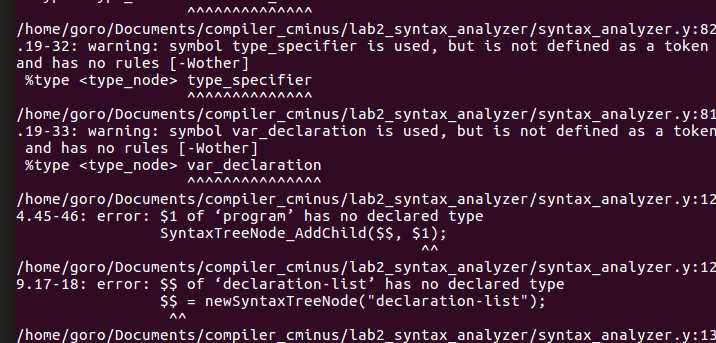 ^^^^^^^^^^^^^^
/home/goro/Documents/compiler_cminus/lab2_syntax_analyzer/syntax_analyzer.y:82
.19-32: warning: symbol type_specifier is used, but is not defined as a token
and has no rules [-Wother]
%type <type_node> type_specifier
^^^^^^^^^^^^^^
/home/goro/Documents/compiler_cminus/lab2_syntax_analyzer/syntax_analyzer.y:81
.19-33: warning: symbol var_declaration is used, but is not defined as a token
and has no rules [-Wother]
%type <type_node> var_declaration
^^^^^^^^^^^^^^^
/home/goro/Documents/compiler_cminus/lab2_syntax_analyzer/syntax_analyzer.y:12
4.45-46: error: $1 of ‘program’ has no declared type
SyntaxTreeNode_AddChild($$, $1);
^^
/home/goro/Documents/compiler_cminus/lab2_syntax_analyzer/syntax_analyzer.y:12
9.17-18: error: $$ of ‘declaration-list’ has no declared type
$$ = newSyntaxTreeNode("declaration-list");
^^
/home/goro/Documents/compiler_cminus/lab2_syntax_analyzer/syntax_analyzer.y:13